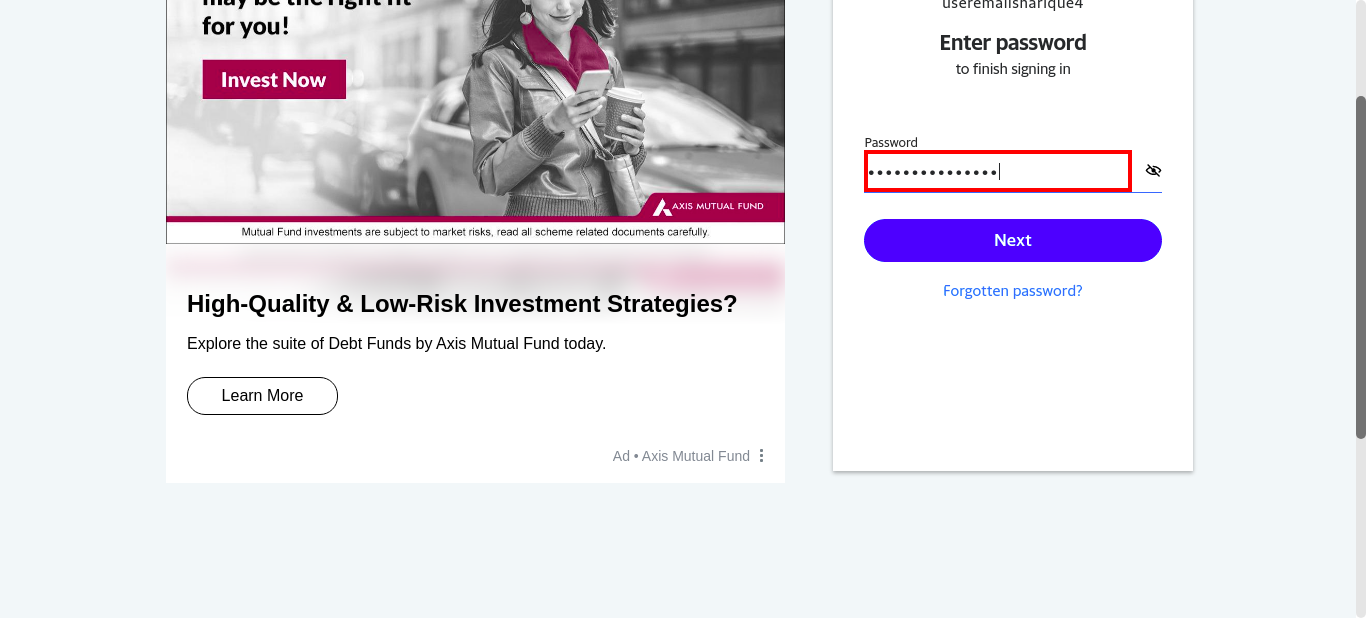 may be the right fit
for you!
Invest Now
AXIS MUTUAL FUND
Mutual Fund investments are subject to market risks, read all scheme related documents carefully.
High-Quality & Low-Risk Investment Strategies?
Explore the suite of Debt Funds by Axis Mutual Fund today.
Learn More
Ad • Axis Mutual Fund
useremailsharique4
Enter password
to finish signing in
Password
•••••••••••••••
Next
Forgotten password?